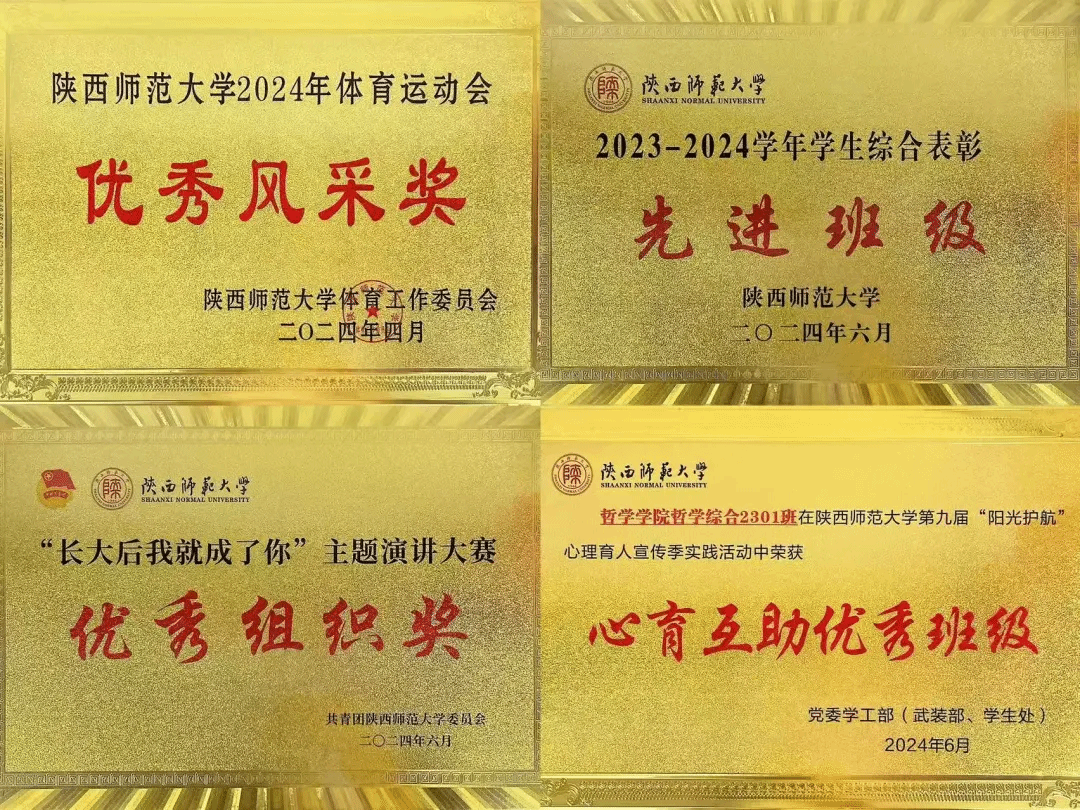 陕西师范大学2024年体育运动会
优秀风采奖
陕西师范大学体育工作委员会
二〇二四年四月
陕西师范大学
SHAANXI NORMAL UNIVERSITY
2023-2024学年学生综合表彰
先进班级
陕西师范大学
二〇二四年六月
陕西师范大学
SHAANXI NORMAL UNIVERSITY
“长大后我就成了你”主题演讲大赛
优秀组织奖
共青团陕西师范大学委员会
二〇二四年六月
陕西师範大学
SHAANXI NORMAL UNIVERSITY
哲学学院哲学综合2301班在陕西师范大学第九届“阳光护航”
心理育人宣传季实践活动中荣获
心育互助优秀班级
党委学工部（武装部、学生处）
2024年6月